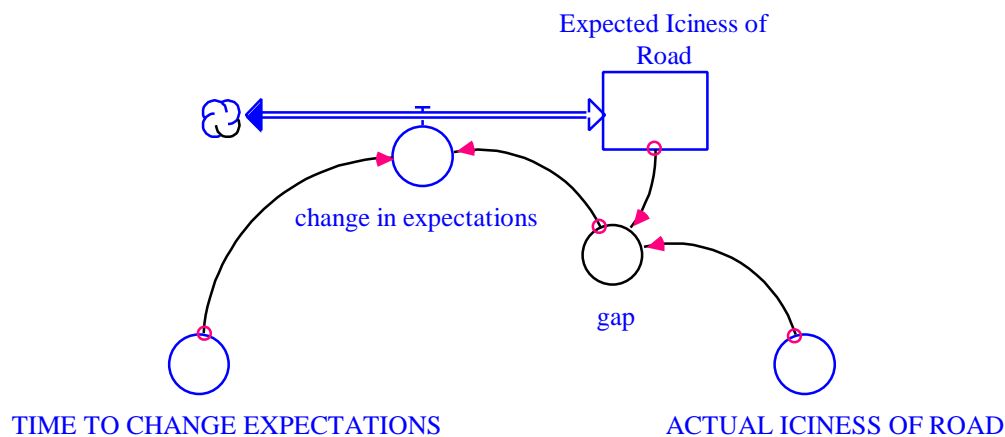 Expected Iciness of
Road
change in expectations
gap
TIME TO CHANGE EXPECTATIONS
ACTUAL ICINESS OF ROAD